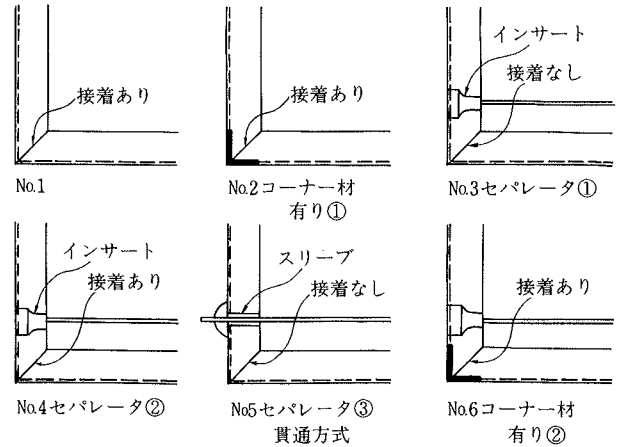 接着あり
No.1
接着あり
No.2コーナー材
有り①
インサート
接着なし
No.3セパレータ①
インサート
接着あり
No.4セパレータ②
スリーブ
接着なし
No5セパレータ③
貫通方式
接着あり
No.6コーナー材
有り②